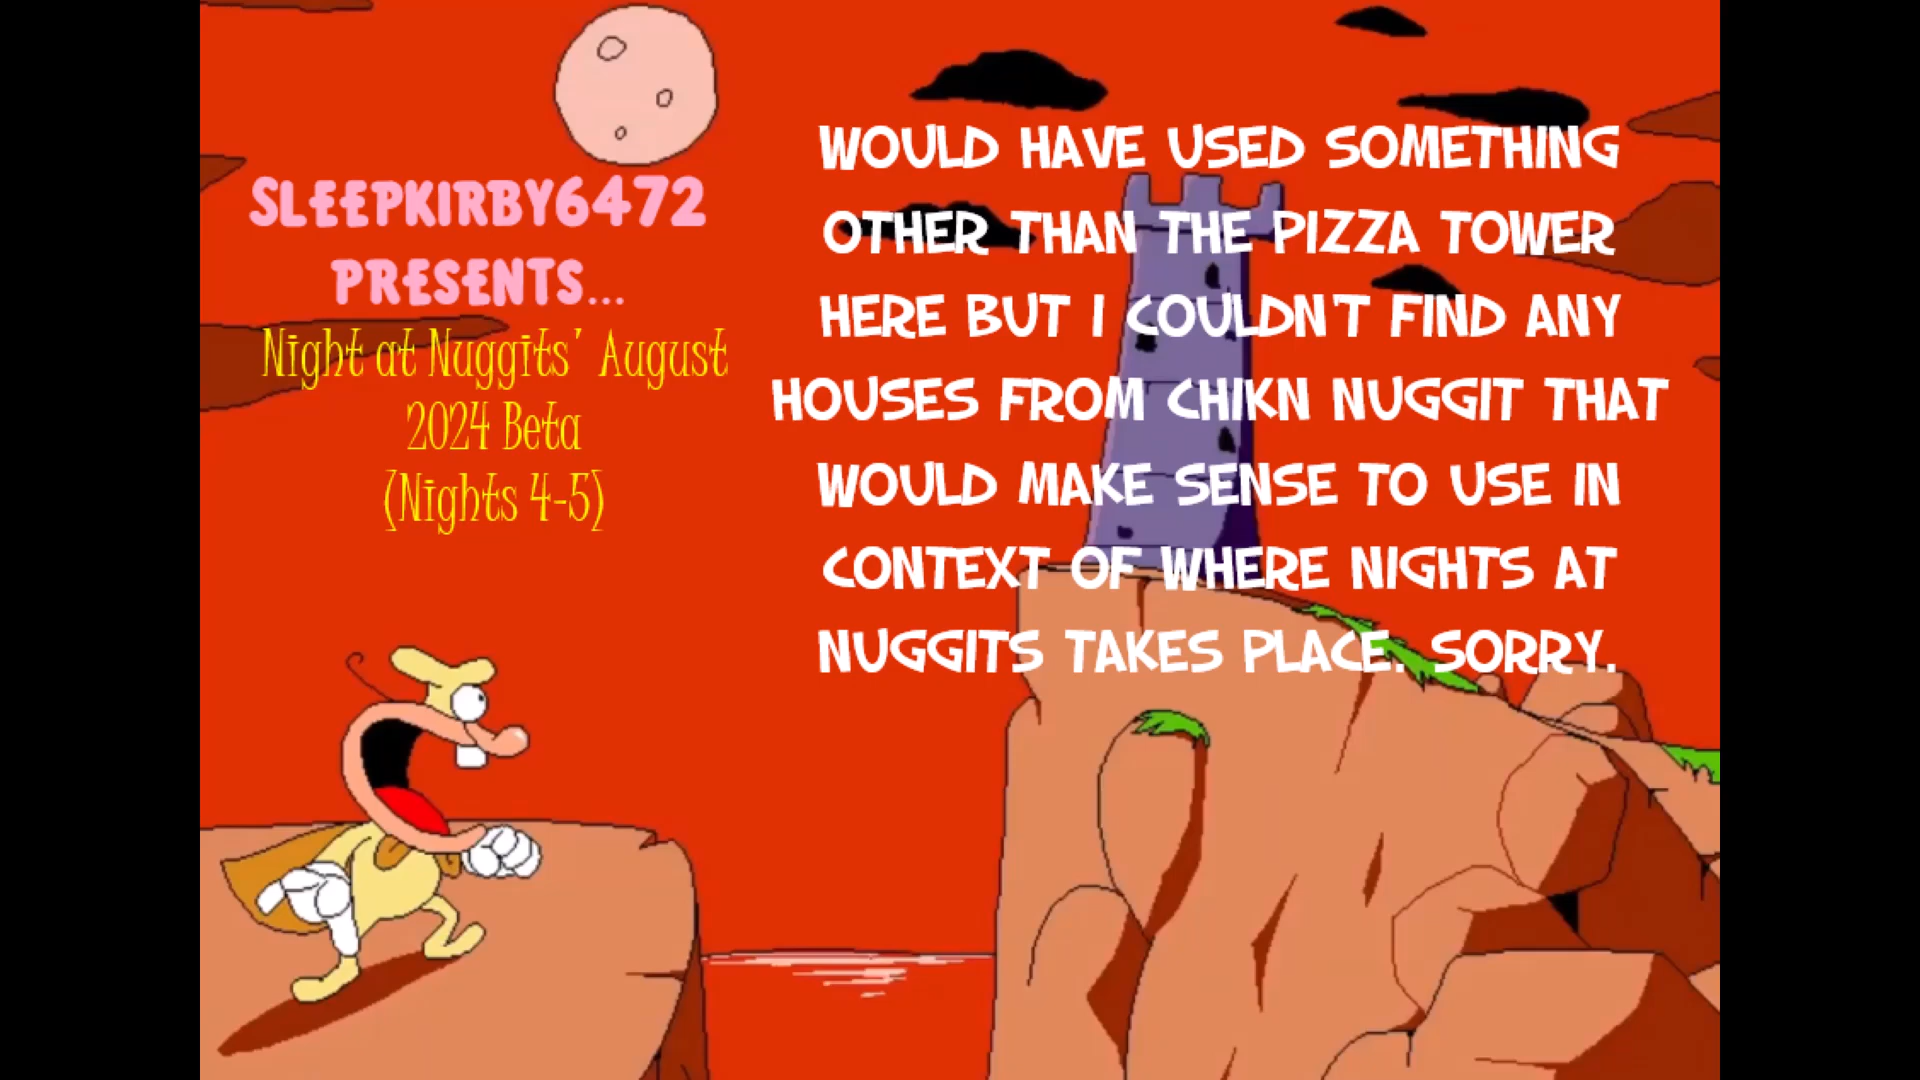 SLEEPKIRBY6472
PRESENTS...
Night at Nuggits' August
2024 Beta
(Nights 4-5)
WOULD HAVE USED SOMETHING
OTHER THAN THE PIZZA TOWER
HERE BUT I COULDN'T FIND ANY
HOUSES FROM CHIKN NUGGIT THAT
WOULD MAKE SENSE TO USE IN
CONTEXT OF WHERE NIGHTS AT
NUGGITS TAKES PLACE. SORRY.